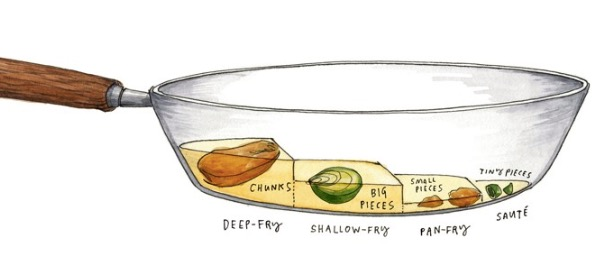 CHUNKS
BIG
PIECES
SMALL
PIECES
TINY PIECES
DEEP-FRY
SHALLOW-FRY
PAN-FRY
SAUTÉ